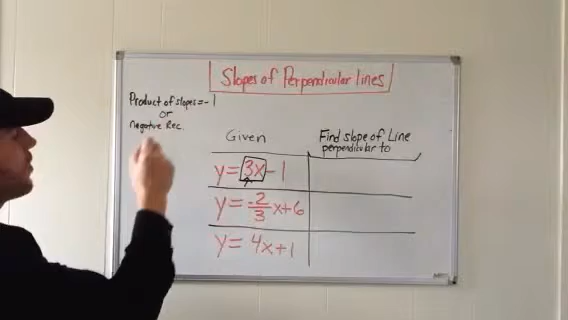 Slopes of Perpendicular lines
Product of slopes = -1
or
negative Rec.
Given
Find slope of Line
perpendicular to
y = 3x - 1
y = -2/3 x + 6
y = 4x + 1